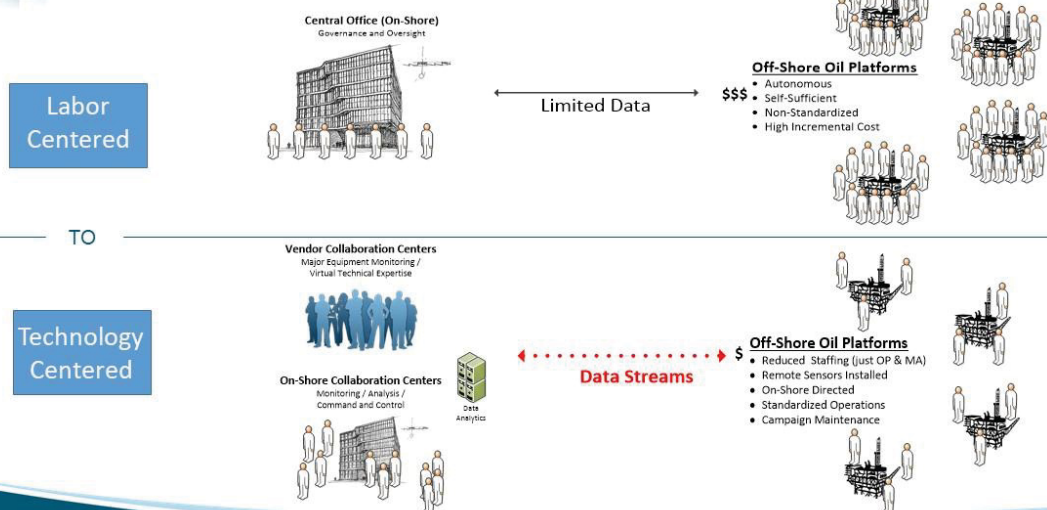 Central Office (On-Shore)
Governance and Oversight
Labor
Centered
Limited Data
$$$
Off-Shore Oil Platforms
• Autonomous
• Self-Sufficient
• Non-Standardized
• High Incremental Cost
TO
Vendor Collaboration Centers
Major Equipment Monitoring /
Virtual Technical Expertise
Technology
Centered
On-Shore Collaboration Centers
Monitoring / Analysis /
Command and Control
Data
Analytics
Data Streams
$
Off-Shore Oil Platforms
• Reduced Staffing (just OP & MA)
• Remote Sensors Installed
• On-Shore Directed
• Standardized Operations
• Campaign Maintenance